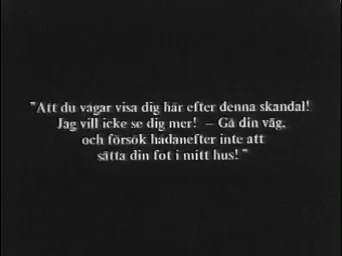 "Att du vågar visa dig här efter denna skandal!
Jag vill icke se dig mer! – Gå din väg,
och försök hädanefter inte att
sätta din fot i mitt hus!"